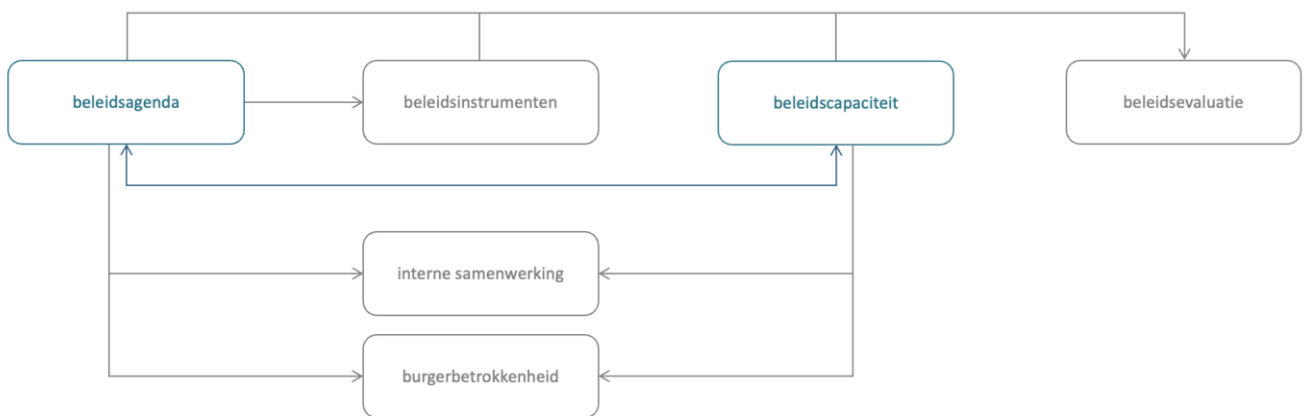 beleidsagenda
beleidsinstrumenten
beleidscapaciteit
beleidsevaluatie
interne samenwerking
burgerbetrokkenheid